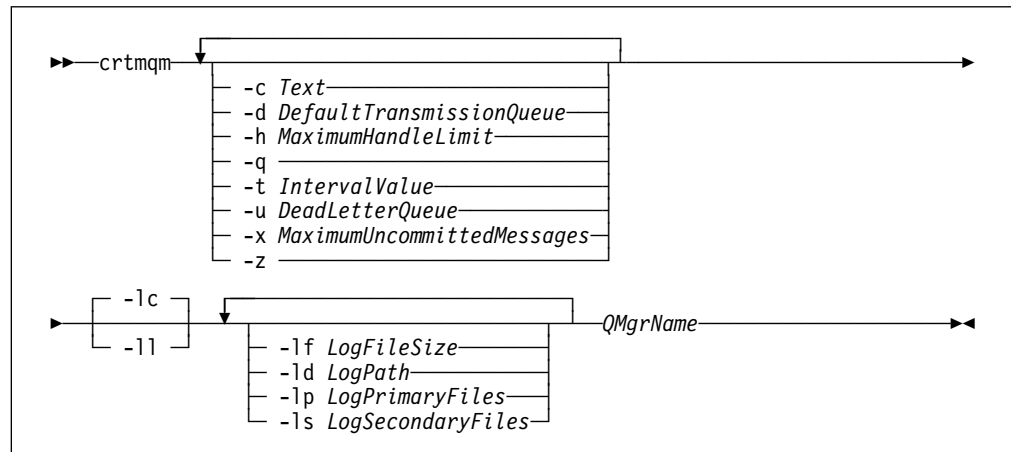 crtmqm
-c Text
-d DefaultTransmissionQueue
-h MaximumHandleLimit
-q
-t IntervalValue
-u DeadLetterQueue
-x MaximumUncommittedMessages
-z
-lc
-ll
QMgrName
-lf LogFileSize
-ld LogPath
-lp LogPrimaryFiles
-ls LogSecondaryFiles